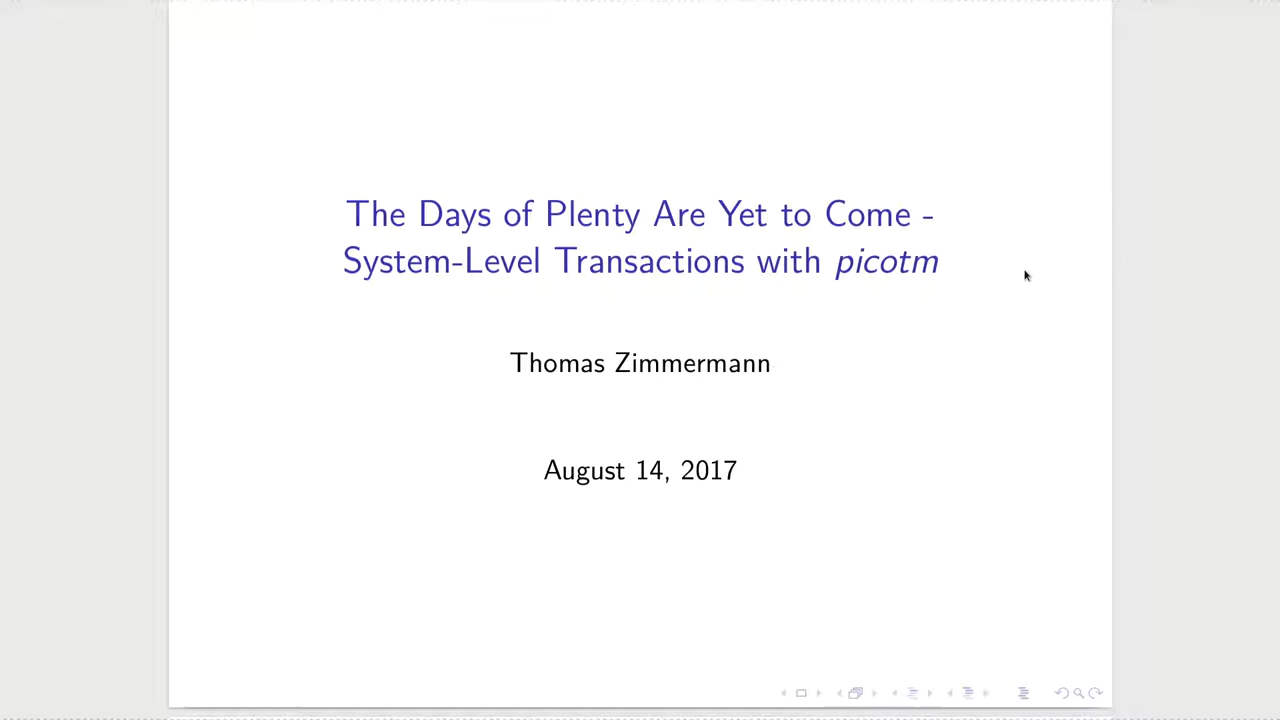 The Days of Plenty Are Yet to Come -
System-Level Transactions with picotm
Thomas Zimmermann
August 14, 2017